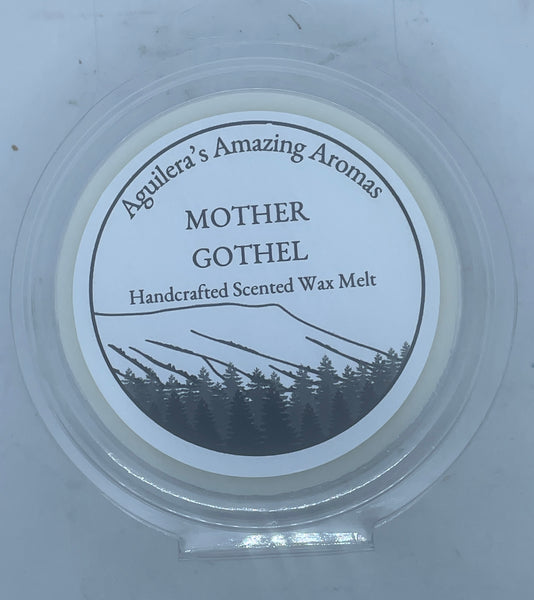 Aguilera's Amazing Aromas
MOTHER
GOTHEL
Handcrafted Scented Wax Melt